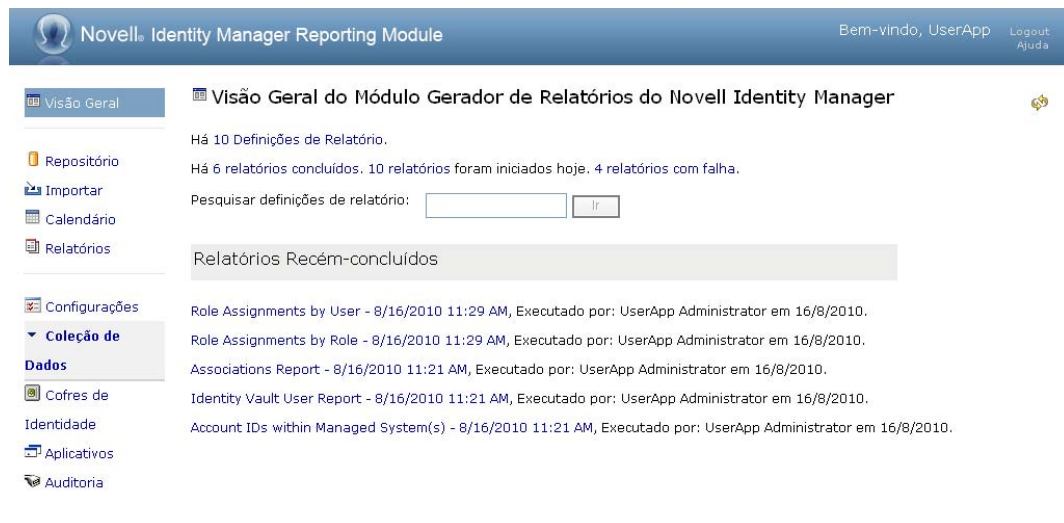 Novell® Identity Manager Reporting Module
Bem-vindo, UserApp
Logout
Ajuda
Visão Geral
Repositório
Importar
Calendário
Relatórios
Configurações
Coleção de
Dados
Cofres de
Identidade
Aplicativos
Auditoria
Visão Geral do Módulo Gerador de Relatórios do Novell Identity Manager
Há 10 Definições de Relatório.
Há 6 relatórios concluídos. 10 relatórios foram iniciados hoje. 4 relatórios com falha.
Pesquisar definições de relatório: Ir
Relatórios Recém-concluídos
Role Assignments by User - 8/16/2010 11:29 AM, Executado por: UserApp Administrator em 16/8/2010.
Role Assignments by Role - 8/16/2010 11:29 AM, Executado por: UserApp Administrator em 16/8/2010.
Associations Report - 8/16/2010 11:21 AM, Executado por: UserApp Administrator em 16/8/2010.
Identity Vault User Report - 8/16/2010 11:21 AM, Executado por: UserApp Administrator em 16/8/2010.
Account IDs within Managed System(s) - 8/16/2010 11:21 AM, Executado por: UserApp Administrator em 16/8/2010.